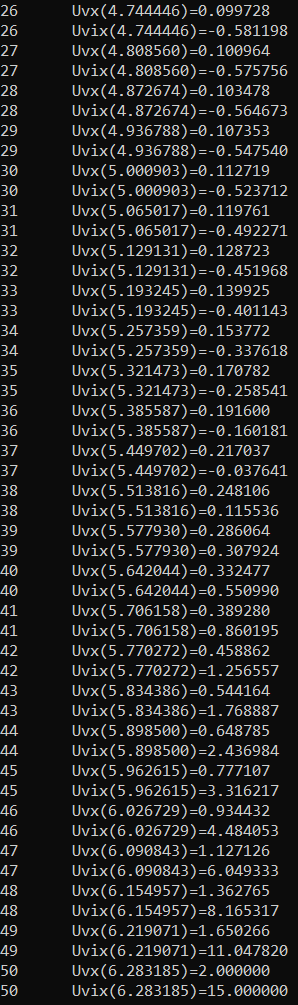 26 Uvx(4.744446)=0.099728
26 Uvix(4.744446)=-0.581198
27 Uvx(4.808560)=0.100964
27 Uvix(4.808560)=-0.575756
28 Uvx(4.872674)=0.103478
28 Uvix(4.872674)=-0.564673
29 Uvx(4.936788)=0.107353
29 Uvix(4.936788)=-0.547540
30 Uvx(5.000903)=0.112719
30 Uvix(5.000903)=-0.523712
31 Uvx(5.065017)=0.119761
31 Uvix(5.065017)=-0.492271
32 Uvx(5.129131)=0.128723
32 Uvix(5.129131)=-0.451968
33 Uvx(5.193245)=0.139925
33 Uvix(5.193245)=-0.401143
34 Uvx(5.257359)=0.153772
34 Uvix(5.257359)=-0.337618
35 Uvx(5.321473)=0.170782
35 Uvix(5.321473)=-0.258541
36 Uvx(5.385587)=0.191600
36 Uvix(5.385587)=-0.160181
37 Uvx(5.449702)=0.217037
37 Uvix(5.449702)=-0.037641
38 Uvx(5.513816)=0.248106
38 Uvix(5.513816)=0.115536
39 Uvx(5.577930)=0.286064
39 Uvix(5.577930)=0.307924
40 Uvx(5.642044)=0.332477
40 Uvix(5.642044)=0.550990
41 Uvx(5.706158)=0.389280
41 Uvix(5.706158)=0.860195
42 Uvx(5.770272)=0.458862
42 Uvix(5.770272)=1.256557
43 Uvx(5.834386)=0.544164
43 Uvix(5.834386)=1.768887
44 Uvx(5.898500)=0.648785
44 Uvix(5.898500)=2.436984
45 Uvx(5.962615)=0.777107
45 Uvix(5.962615)=3.316217
46 Uvx(6.026729)=0.934432
46 Uvix(6.026729)=4.484053
47 Uvx(6.090843)=1.127126
47 Uvix(6.090843)=6.049333
48 Uvx(6.154957)=1.362765
48 Uvix(6.154957)=8.165317
49 Uvx(6.219071)=1.650266
49 Uvix(6.219071)=11.047820
50 Uvx(6.283185)=2.000000
50 Uvix(6.283185)=15.000000